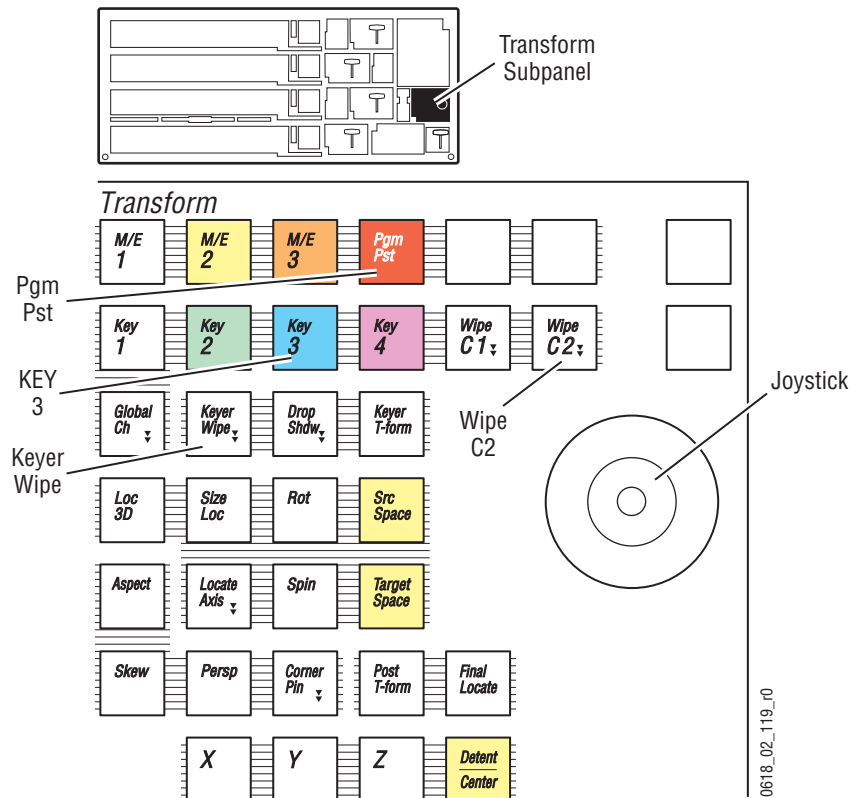 Transform
Subpanel
Transform
M/E
1
M/E
2
M/E
3
Pgm
Pst
Pgm
Pst
Key
1
Key
2
Key
3
Key
4
Wipe
C1
Wipe
C2
KEY
3
Global
Ch
Keyer
Wipe
Drop
Shdw
Keyer
T-form
Wipe
C2
Joystick
Keyer
Wipe
Loc
3D
Size
Loc
Rot
Src
Space
Aspect
Locate
Axis
Spin
Target
Space
Skew
Persp
Corner
Pin
Post
T-form
Final
Locate
X
Y
Z
Detent
Center
0618_02_119_r0